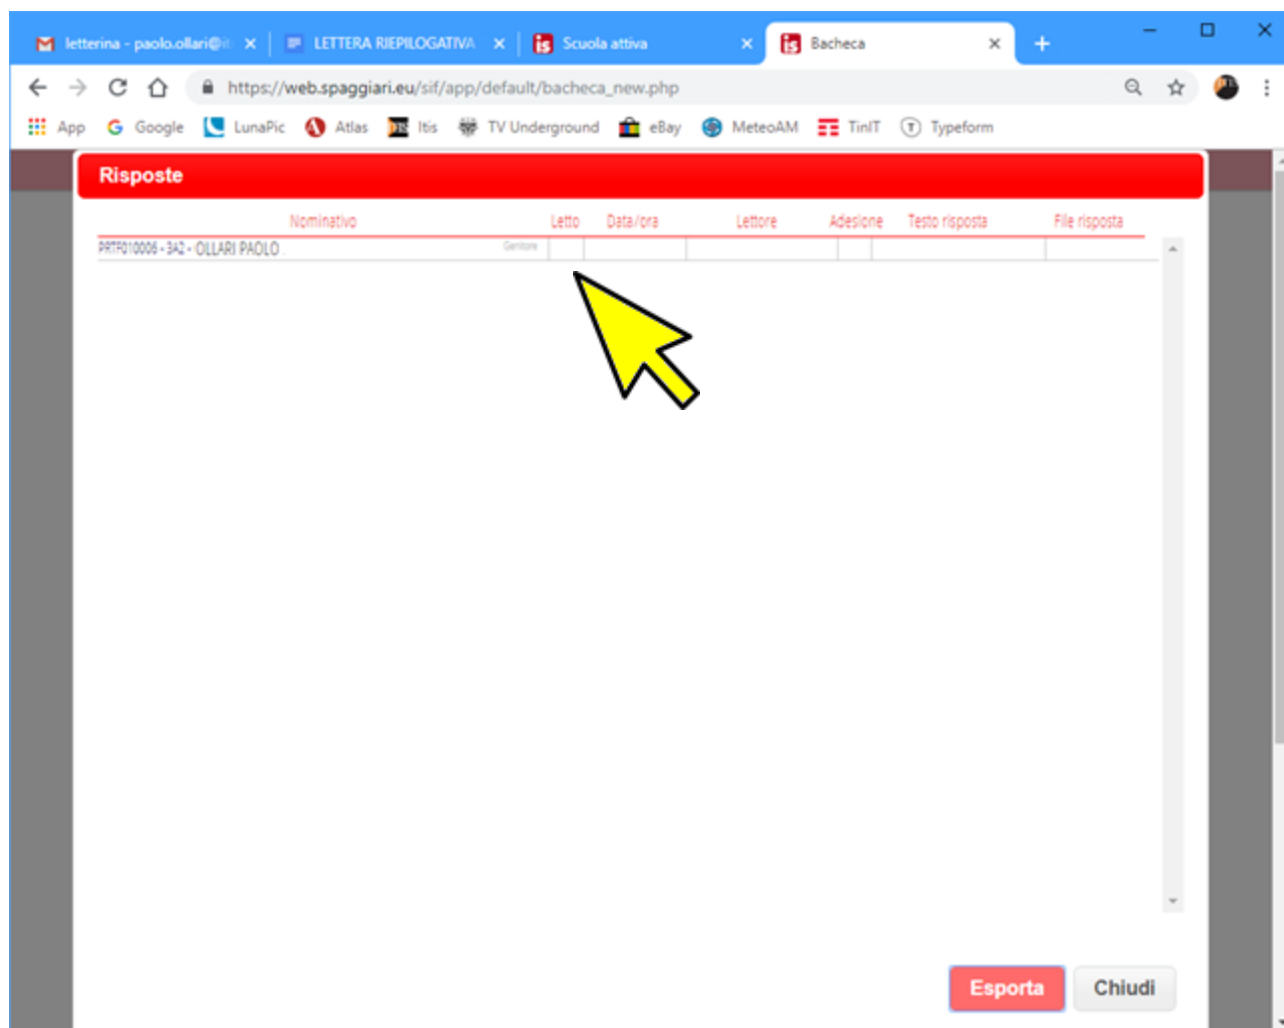 letterina - paolo.ollari@it
LETTERA RIEPILOGATIVA
Scuola attiva
Bacheca
https://web.spaggiari.eu/sif/app/default/bacheca_new.php
App Google LunaPic Atlas Itis TV Underground eBay MeteoAM TinIT Typeform
Risposte
Nominativo Letto Data/ora Lettore Adesione Testo risposta File risposta
PRTF010006 - 3A2 - OLLARI PAOLO Genitore
Esporta Chiudi